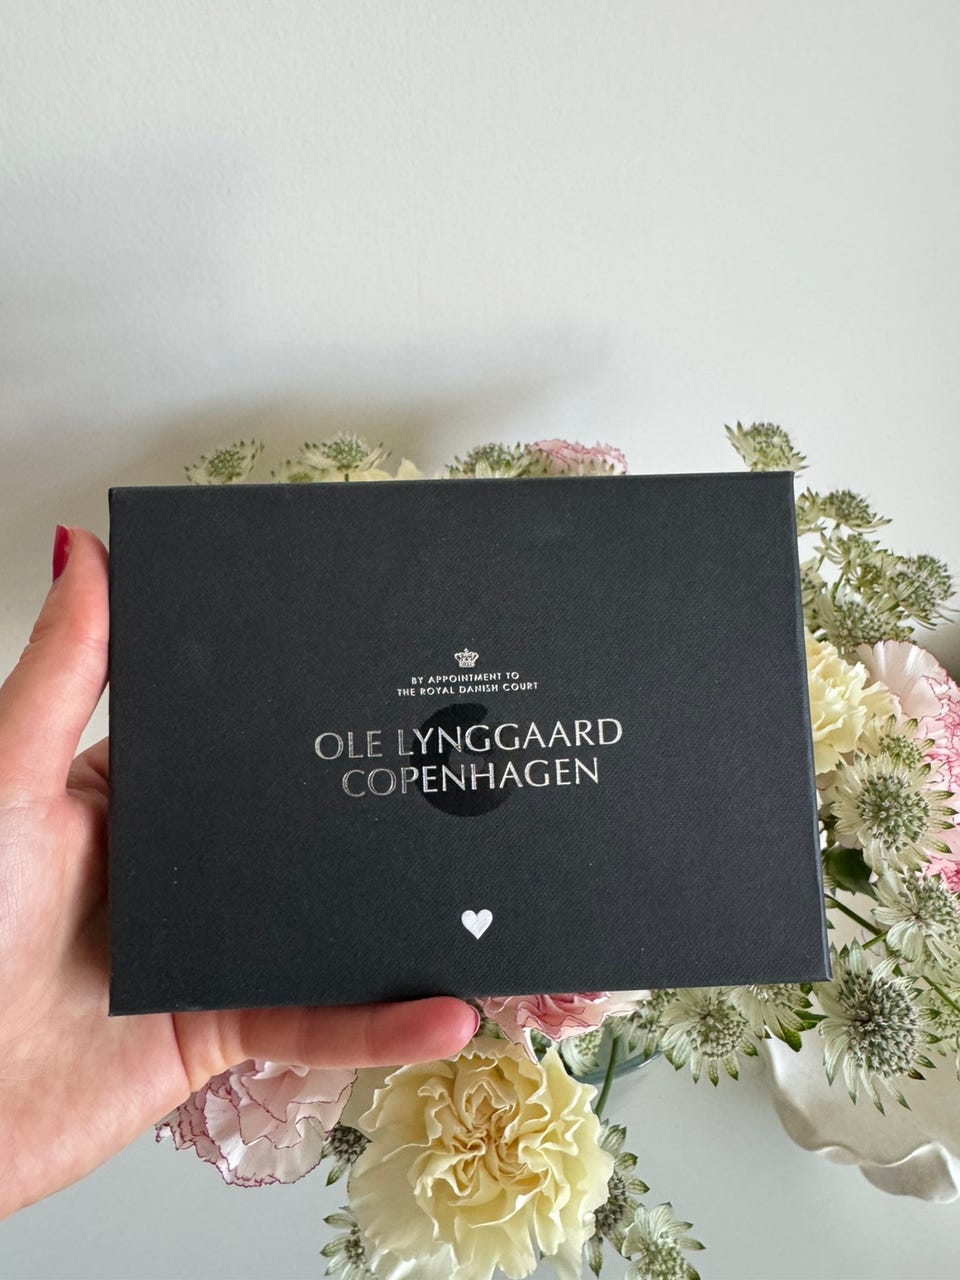 BY APPOINTMENT TO
THE ROYAL DANISH COURT
OLE LYNGGAARD
COPENHAGEN